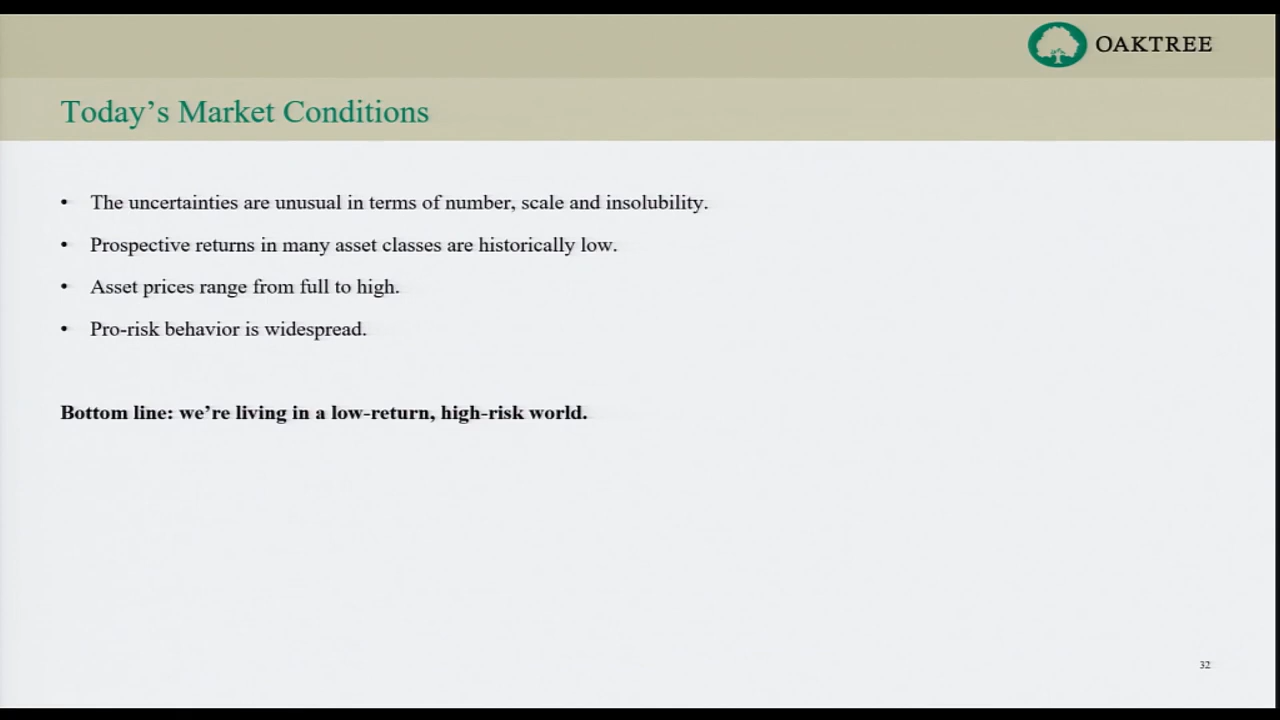 OAKTREE
Today’s Market Conditions
• The uncertainties are unusual in terms of number, scale and insolubility.
• Prospective returns in many asset classes are historically low.
• Asset prices range from full to high.
• Pro-risk behavior is widespread.
Bottom line: we’re living in a low-return, high-risk world.
32